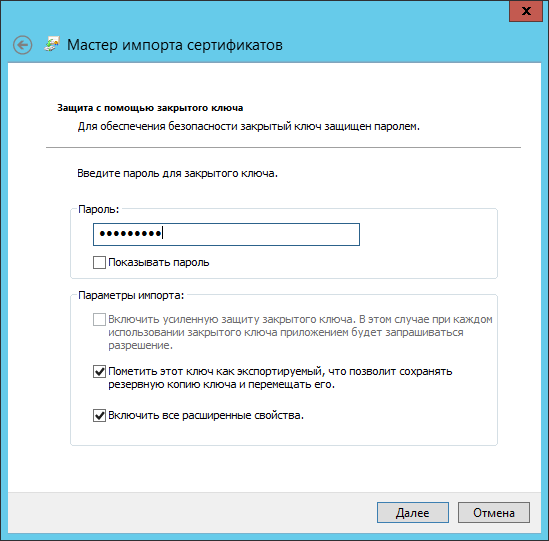 Мастер импорта сертификатов
Защита с помощью закрытого ключа
Для обеспечения безопасности закрытый ключ защищен паролем.
Введите пароль для закрытого ключа.
Пароль:
•••••••••
Показывать пароль
Параметры импорта:
Включить усиленную защиту закрытого ключа. В этом случае при каждом
использовании закрытого ключа приложением будет запрашиваться
разрешение.
Пометить этот ключ как экспортируемый, что позволит сохранять
резервную копию ключа и перемещать его.
Включить все расширенные свойства.
Далее
Отмена